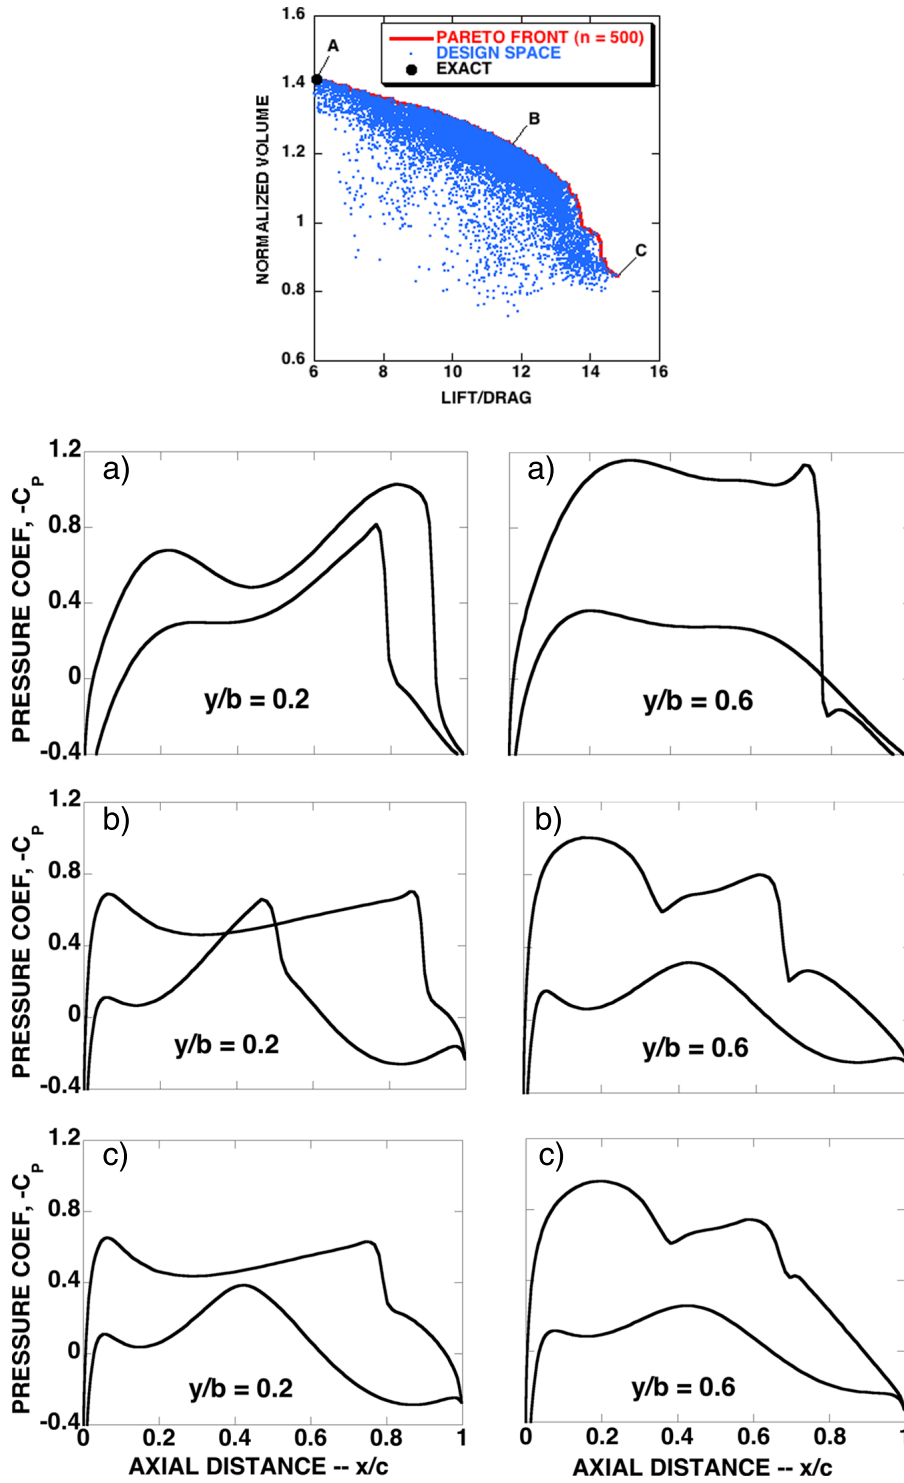 1.6
1.4
1.2
1
0.8
0.6
NORMALIZED VOLUME
A
PARETO FRONT (n = 500)
DESIGN SPACE
EXACT
B
C
6
8
10
12
14
16
LIFT/DRAG
1.2
0.8
0.4
0
-0.4
PRESSURE COEF, -CP
a)
y/b = 0.2
a)
y/b = 0.6
1.2
0.8
0.4
0
-0.4
PRESSURE COEF, -CP
b)
y/b = 0.2
b)
y/b = 0.6
1.2
0.8
0.4
0
-0.4
PRESSURE COEF, -CP
c)
y/b = 0.2
0
0.2
0.4
0.6
0.8
1
AXIAL DISTANCE -- x/c
c)
y/b = 0.6
0
0.2
0.4
0.6
0.8
1
AXIAL DISTANCE -- x/c